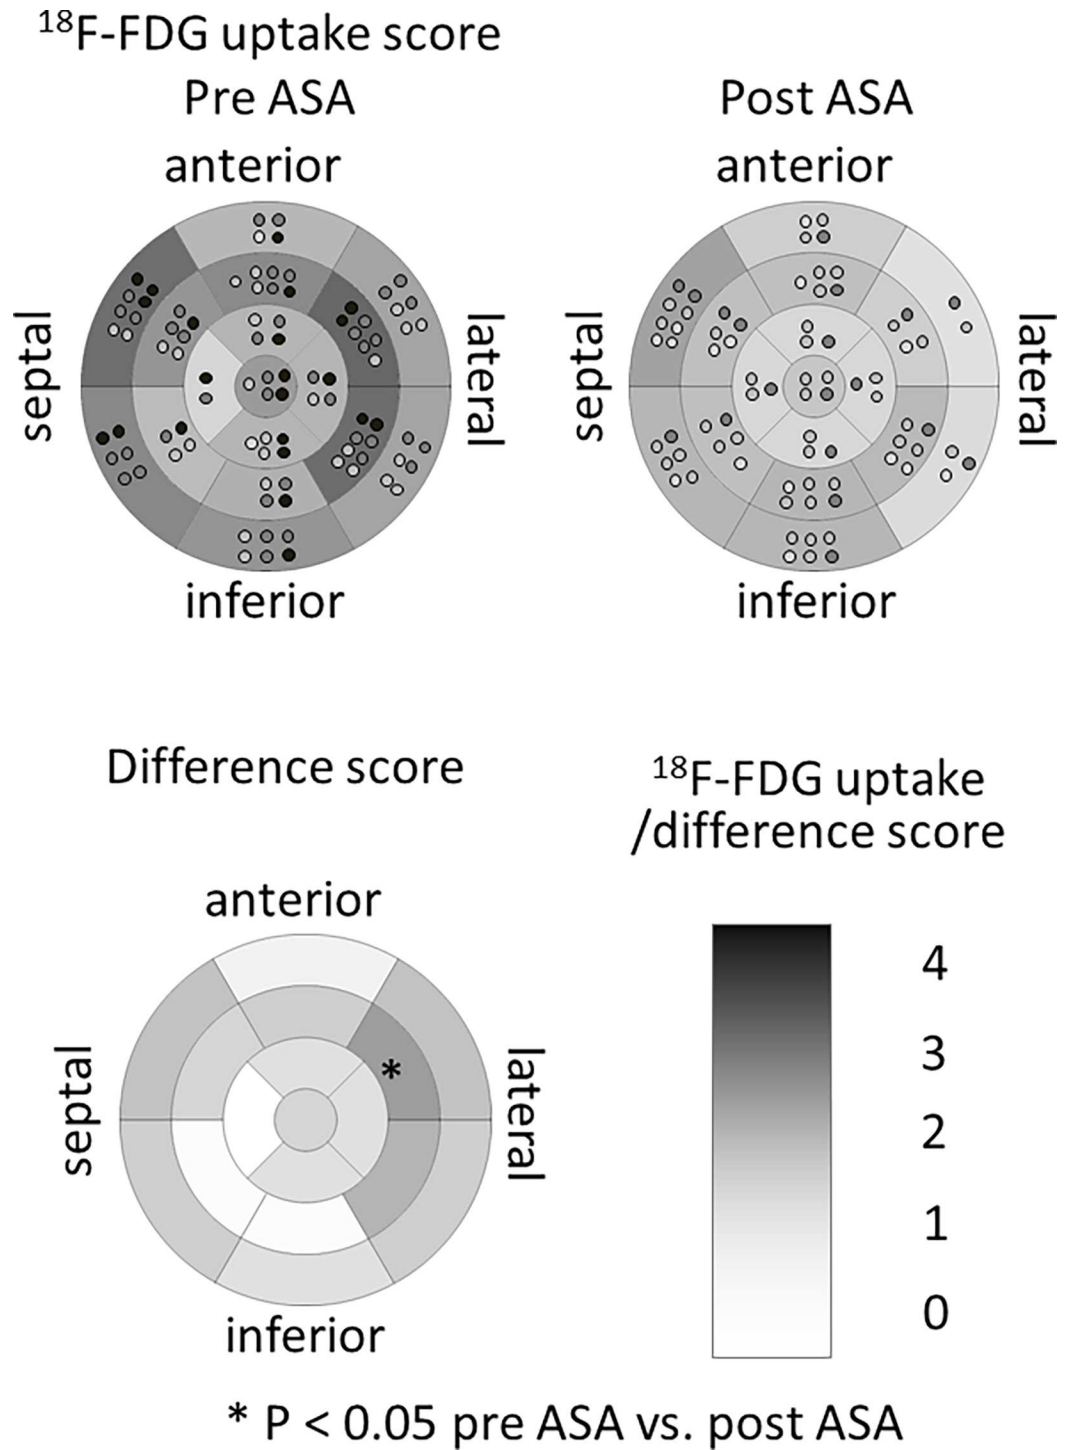 ¹⁸F-FDG uptake score
Pre ASA
Post ASA
anterior
anterior
septal
lateral
septal
lateral
inferior
inferior
Difference score
¹⁸F-FDG uptake
/difference score
anterior
septal
lateral
*
inferior
4
3
2
1
0
* P < 0.05 pre ASA vs. post ASA